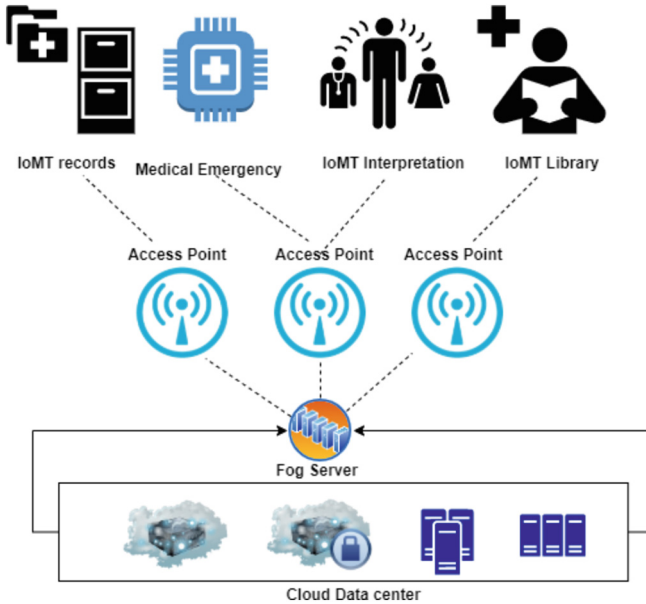 IoMT records
Medical Emergency
IoMT Interpretation
IoMT Library
Access Point
Access Point
Access Point
Fog Server
Cloud Data center